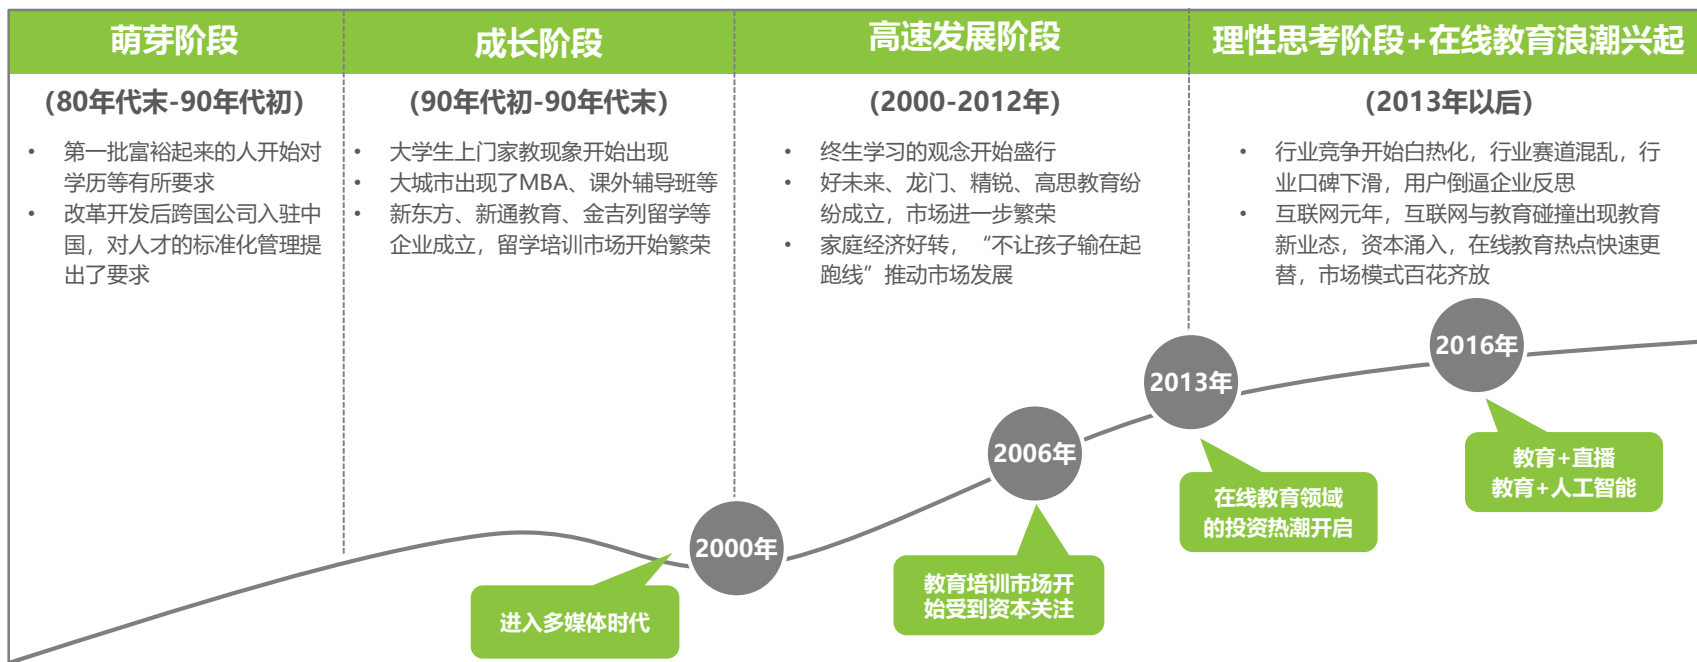 萌芽阶段
(80年代末-90年代初)
• 第一批富裕起来的人开始对
学历等有所要求
• 改革开发后跨国公司入驻中
国，对人才的标准化管理提
出了要求
成长阶段
(90年代初-90年代末)
• 大学生上门家教现象开始出现
• 大城市出现了MBA、课外辅导班等
• 新东方、新通教育、金吉列留学等
企业成立，留学培训市场开始繁荣
高速发展阶段
(2000-2012年)
• 终生学习的观念开始盛行
• 好未来、龙门、精锐、高思教育纷
纷成立，市场进一步繁荣
• 家庭经济好转，“不让孩子输在起
跑线”推动市场发展
理性思考阶段+在线教育浪潮兴起
(2013年以后)
• 行业竞争开始白热化，行业赛道混乱，行
业口碑下滑，用户倒逼企业反思
• 互联网元年，互联网与教育碰撞出现教育
新业态，资本涌入，在线教育热点快速更
替，市场模式百花齐放
2000年
进入多媒体时代
2006年
教育培训市场开
始受到资本关注
2013年
在线教育领域
的投资热潮开启
2016年
教育+直播
教育+人工智能